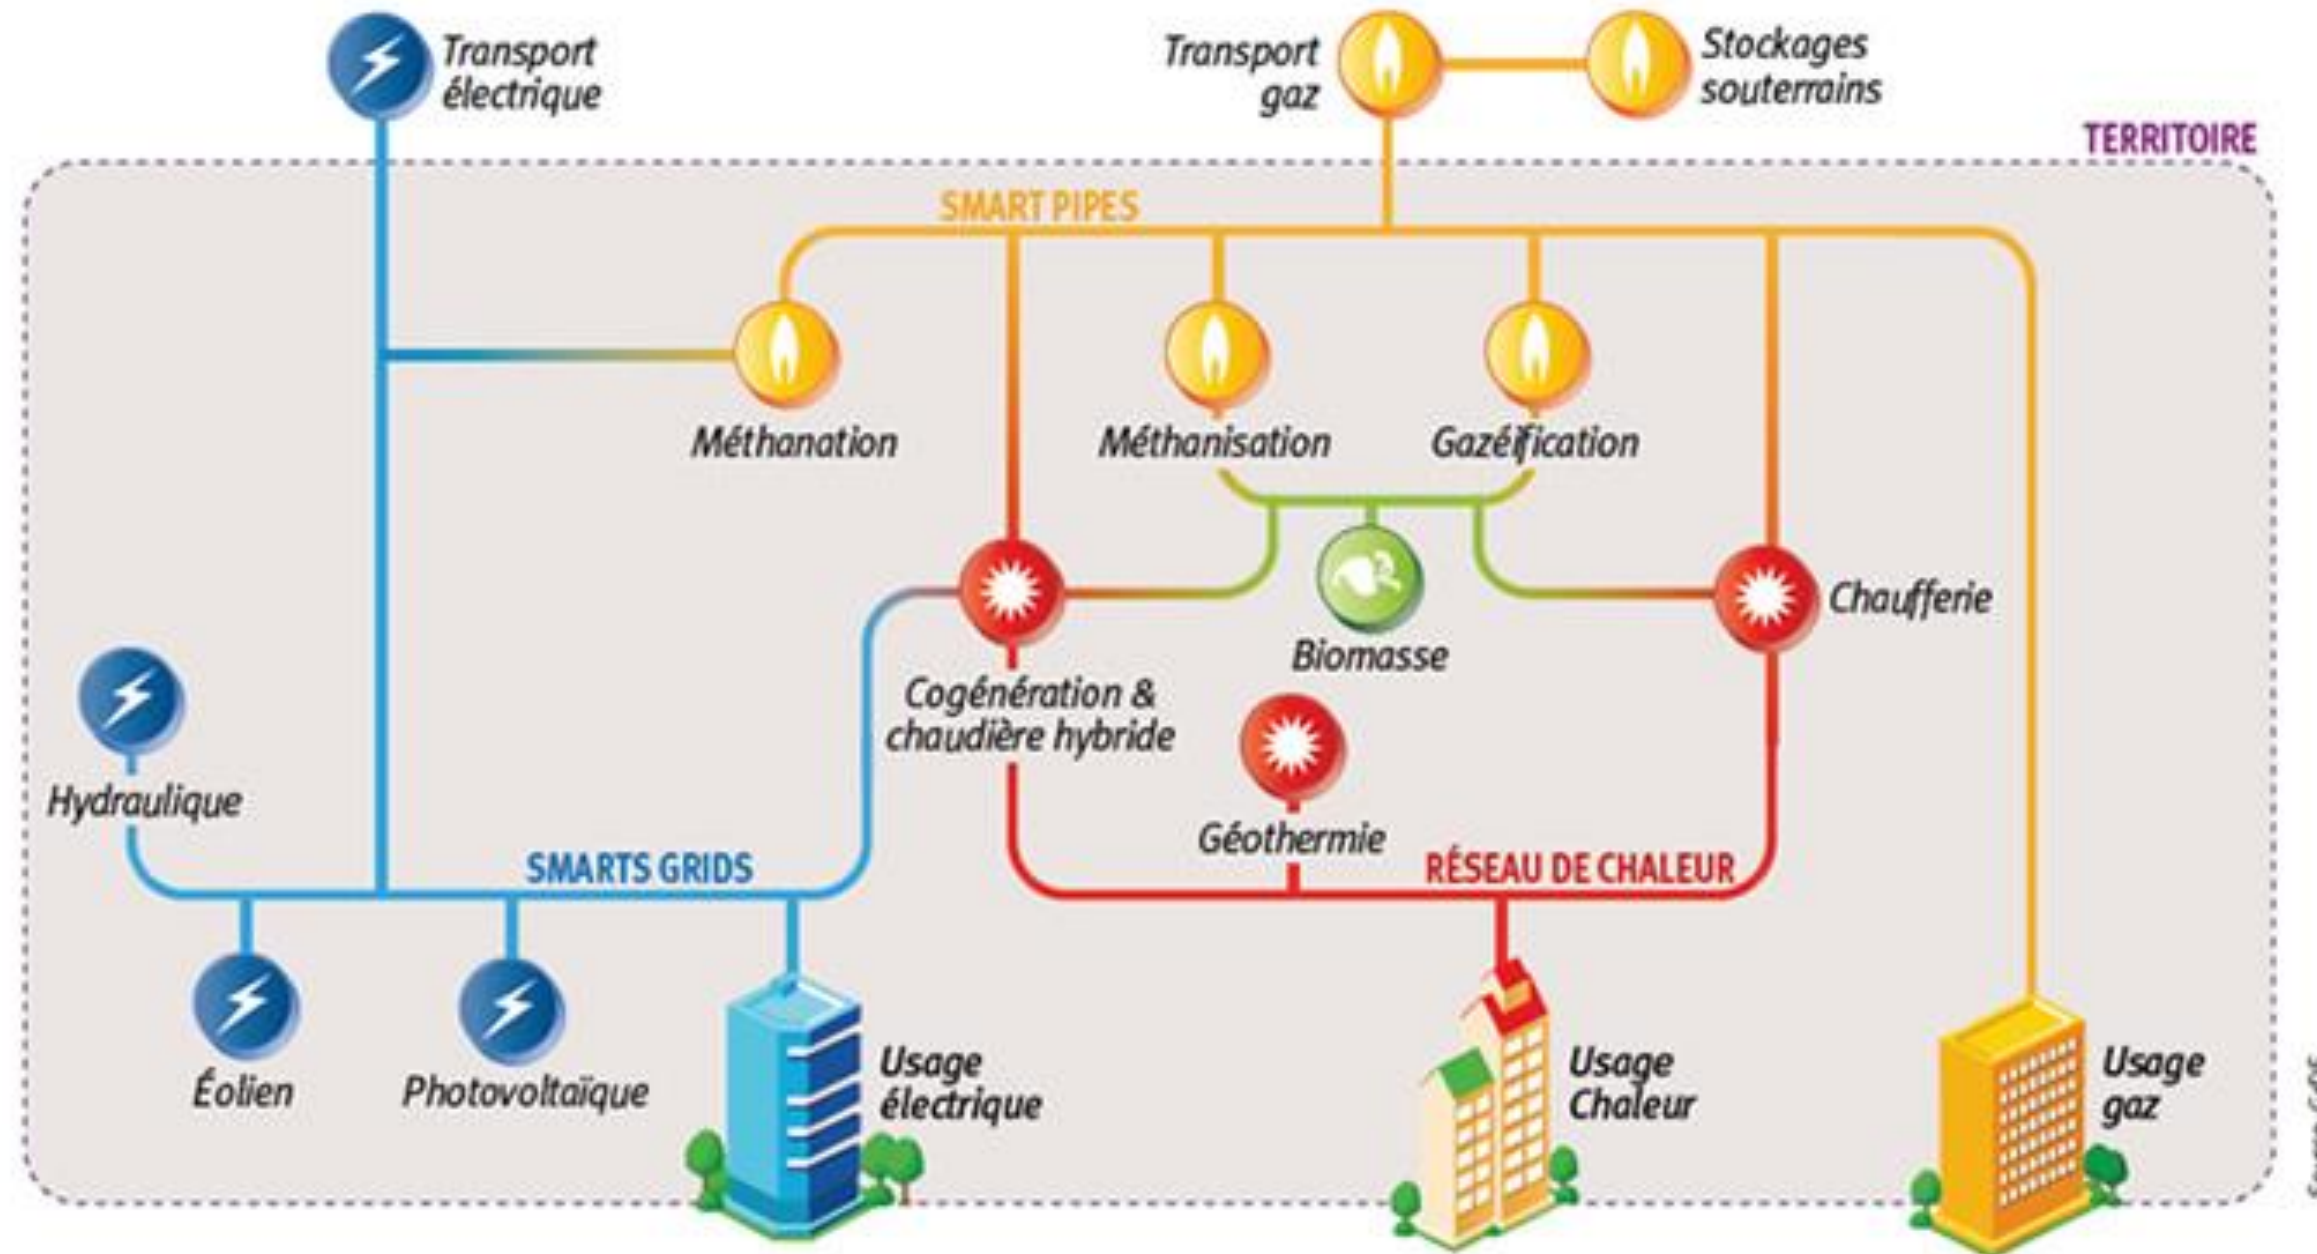 Transport
électrique
Transport
gaz
Stockages
souterrains
TERRITOIRE
SMART PIPES
Méthanation
Méthanisation
Gazéification
Biomasse
Chaufferie
Cogénération &
chaudière hybride
Hydraulique
Géothermie
SMARTS GRIDS
RÉSEAU DE CHALEUR
Éolien
Photovoltaïque
Usage
électrique
Usage
Chaleur
Usage
gaz